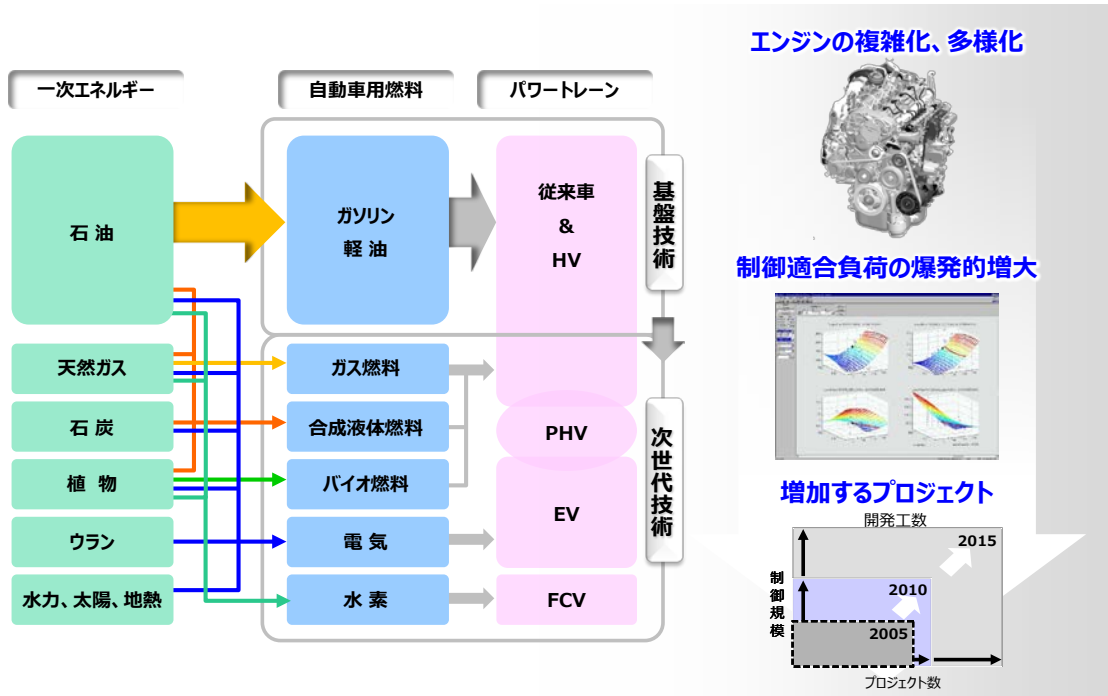 一次エネルギー
自動車用燃料
パワートレーン
石 油
天然ガス
石 炭
植 物
ウラン
水力、太陽、地熱
ガソリン
軽 油
ガス燃料
合成液体燃料
バイオ燃料
電 気
水 素
従来車
&
HV
PHV
EV
FCV
基盤技術
次世代技術
エンジンの複雑化、多様化
制御適合負荷の爆発的増大
増加するプロジェクト
開発工数
2015
2010
2005
制御規模
プロジェクト数